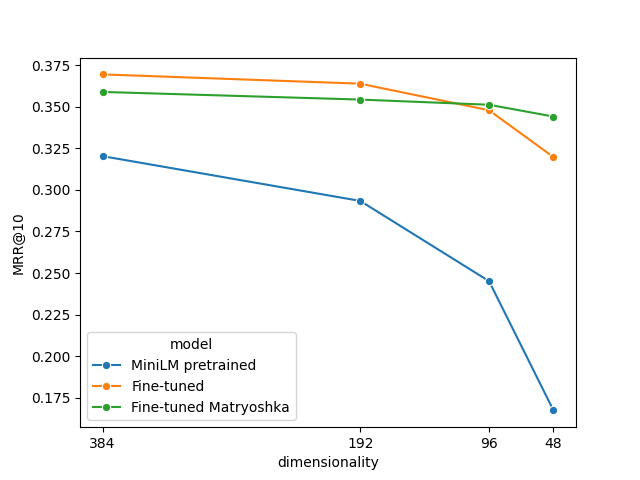 0.375
0.350
0.325
0.300
0.275
0.250
0.225
0.200
0.175
MRR@10
model
MiniLM pretrained
Fine-tuned
Fine-tuned Matryoshka
384
192
96
48
dimensionality